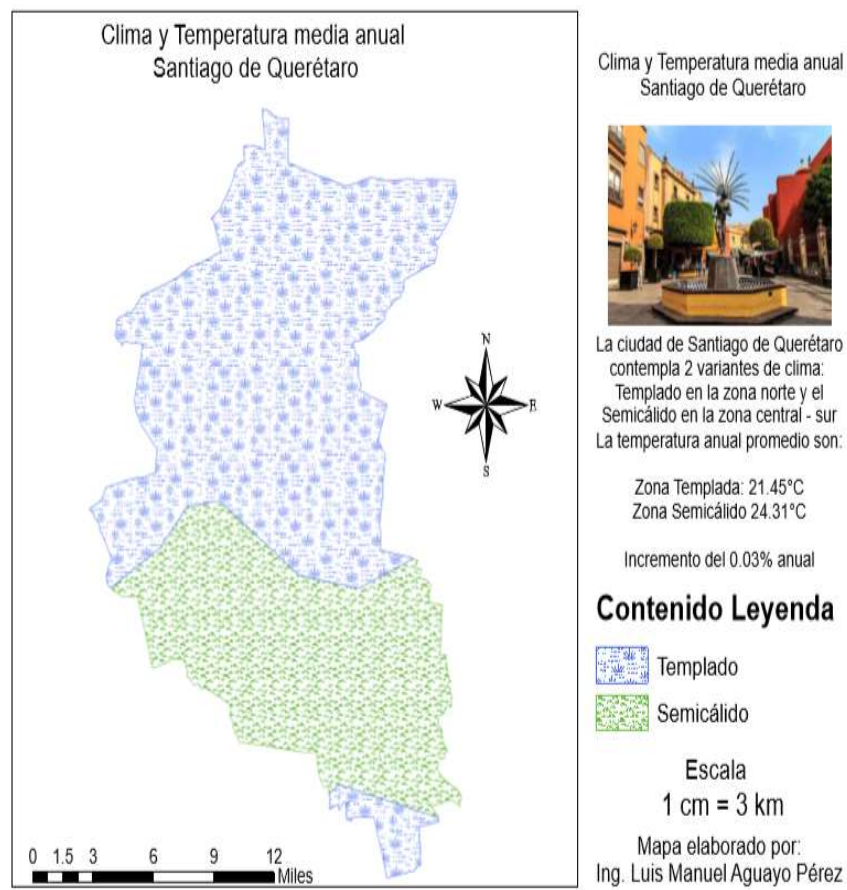 Clima y Temperatura media anual
Santiago de Querétaro
N
W
E
S
0 1.5 3 6 9 12
Miles
Clima y Temperatura media anual
Santiago de Querétaro
La ciudad de Santiago de Querétaro
contempla 2 variantes de clima:
Templado en la zona norte y el
Semicálido en la zona central - sur
La temperatura anual promedio son:
Zona Templada: 21.45°C
Zona Semicálido 24.31°C
Incremento del 0.03% anual
Contenido Leyenda
Templado
Semicálido
Escala
1 cm = 3 km
Mapa elaborado por:
Ing. Luis Manuel Aguayo Pérez